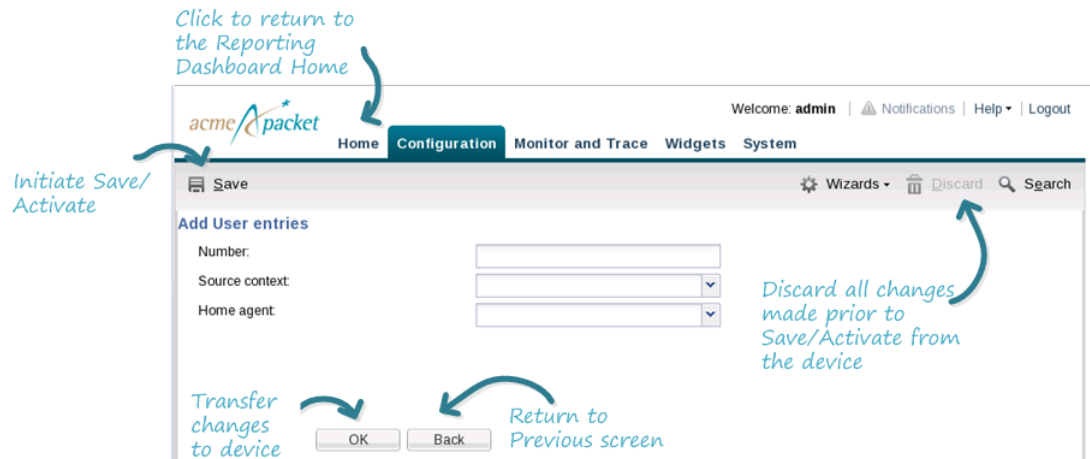 Click to return to
the Reporting
Dashboard Home
acme packet
Welcome: admin | Notifications | Help | Logout
Home Configuration Monitor and Trace Widgets System
Initiate Save/
Activate
Save Wizards Discard Search
Add User entries
Number:
Source context:
Home agent:
Discard all changes
made prior to
Save/Activate from
the device
Transfer
changes
to device
OK Back
Return to
Previous screen